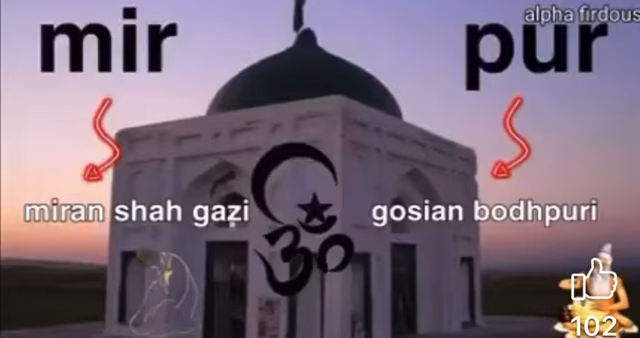 alpha firdous
mir pur
miran shah gazi gosian bodhpuri
ॐ
102